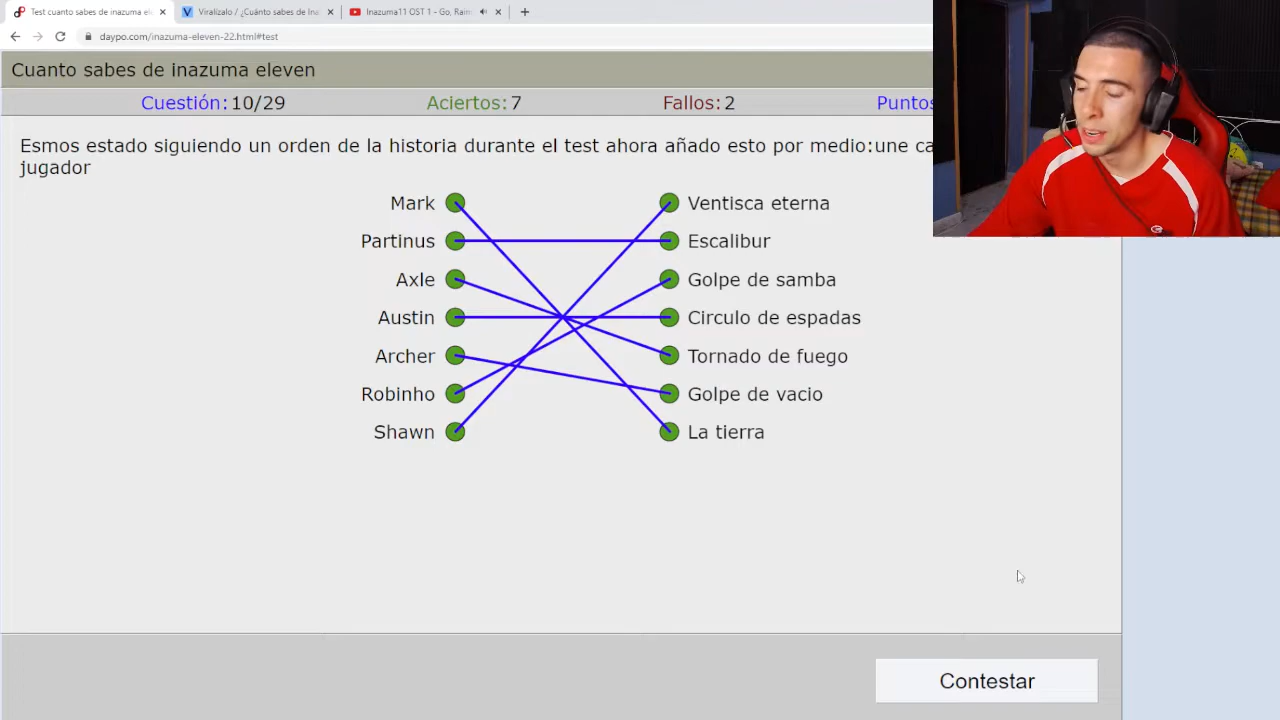 Test cuanto sabes de inazuma el
Viralízalo / ¿Cuánto sabes de Ina
Inazuma11 OST 1 - Go, Rain
daypo.com/inazuma-eleven-22.html#test
Cuanto sabes de inazuma eleven
Cuestión: 10/29 Aciertos: 7 Fallos: 2 Puntos
Esmos estado siguiendo un orden de la historia durante el test ahora añado esto por medio:une ca
jugador
Mark Ventisca eterna
Partinus Escalibur
Axle Golpe de samba
Austin Circulo de espadas
Archer Tornado de fuego
Robinho Golpe de vacio
Shawn La tierra
Contestar